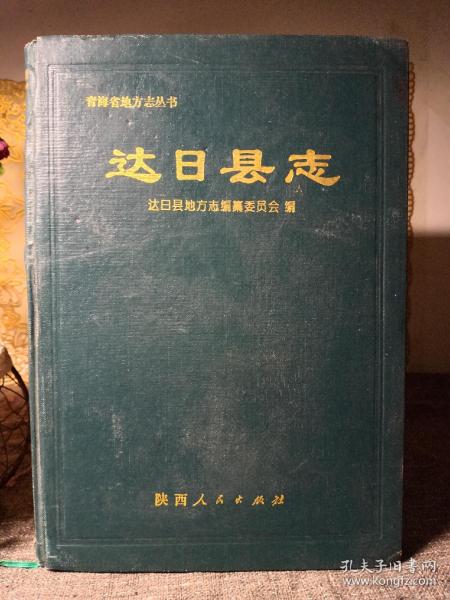 青海省地方志丛书
达日县志
达日县地方志编纂委员会 编
陕西人民出版社
孔夫子旧书网
www.kongfz.com